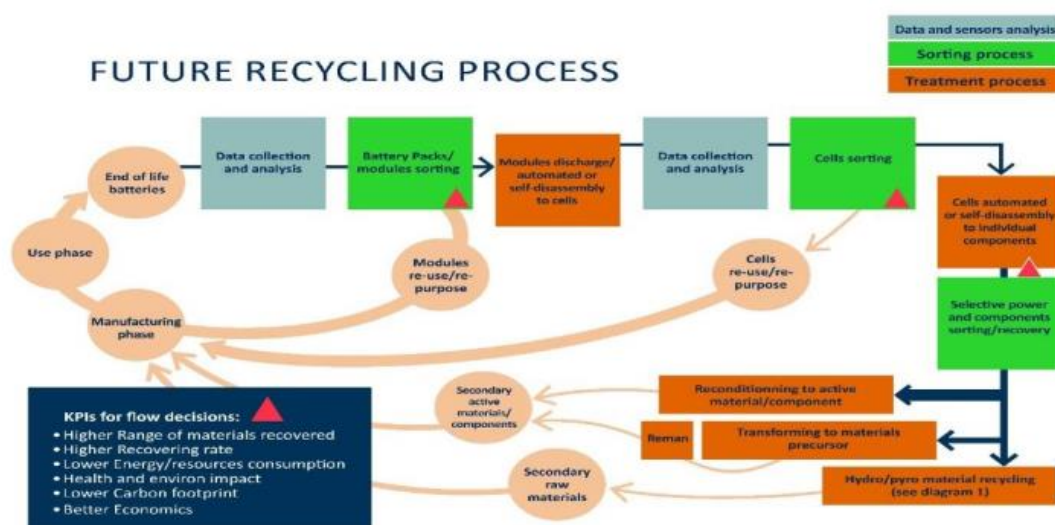 Data and sensors analysis
Sorting process
Treatment process
FUTURE RECYCLING PROCESS
End of life
batteries
Data collection
and analysis
Battery Packs/
modules sorting
Modules discharge/
automated or
self-disassembly
to cells
Data collection
and analysis
Cells sorting
Cells automated
or self-disassembly
to individual
components
Use phase
Modules
re-use/re-
purpose
Cells
re-use/re-
purpose
Manufacturing
phase
Selective power
and components
sorting/recovery
Secondary
active
materials/
components
Reconditionning to active
material/component
Reman
Transforming to materials
precursor
Secondary
raw
materials
Hydro/pyro material recycling
(see diagram 1)
KPIs for flow decisions:
• Higher Range of materials recovered
• Higher Recovering rate
• Lower Energy/resources consumption
• Health and environ impact
• Lower Carbon footprint
• Better Economics